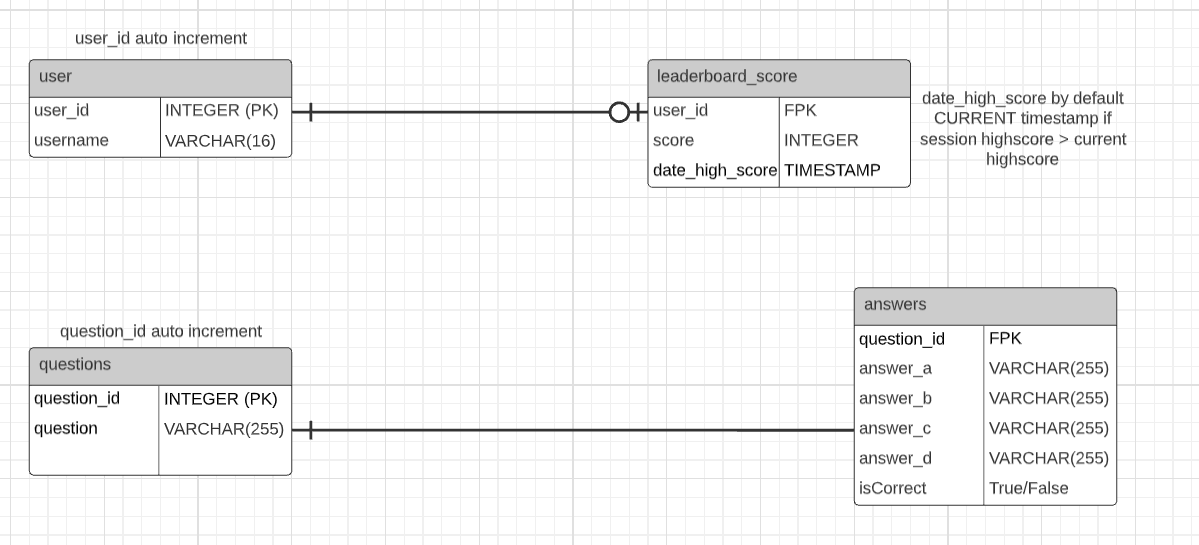 user_id auto increment
user
user_id INTEGER (PK)
username VARCHAR(16)
leaderboard_score
user_id FPK
score INTEGER
date_high_score TIMESTAMP
date_high_score by default
CURRENT timestamp if
session highscore > current
highscore
question_id auto increment
questions
question_id INTEGER (PK)
question VARCHAR(255)
answers
question_id FPK
answer_a VARCHAR(255)
answer_b VARCHAR(255)
answer_c VARCHAR(255)
answer_d VARCHAR(255)
isCorrect True/False